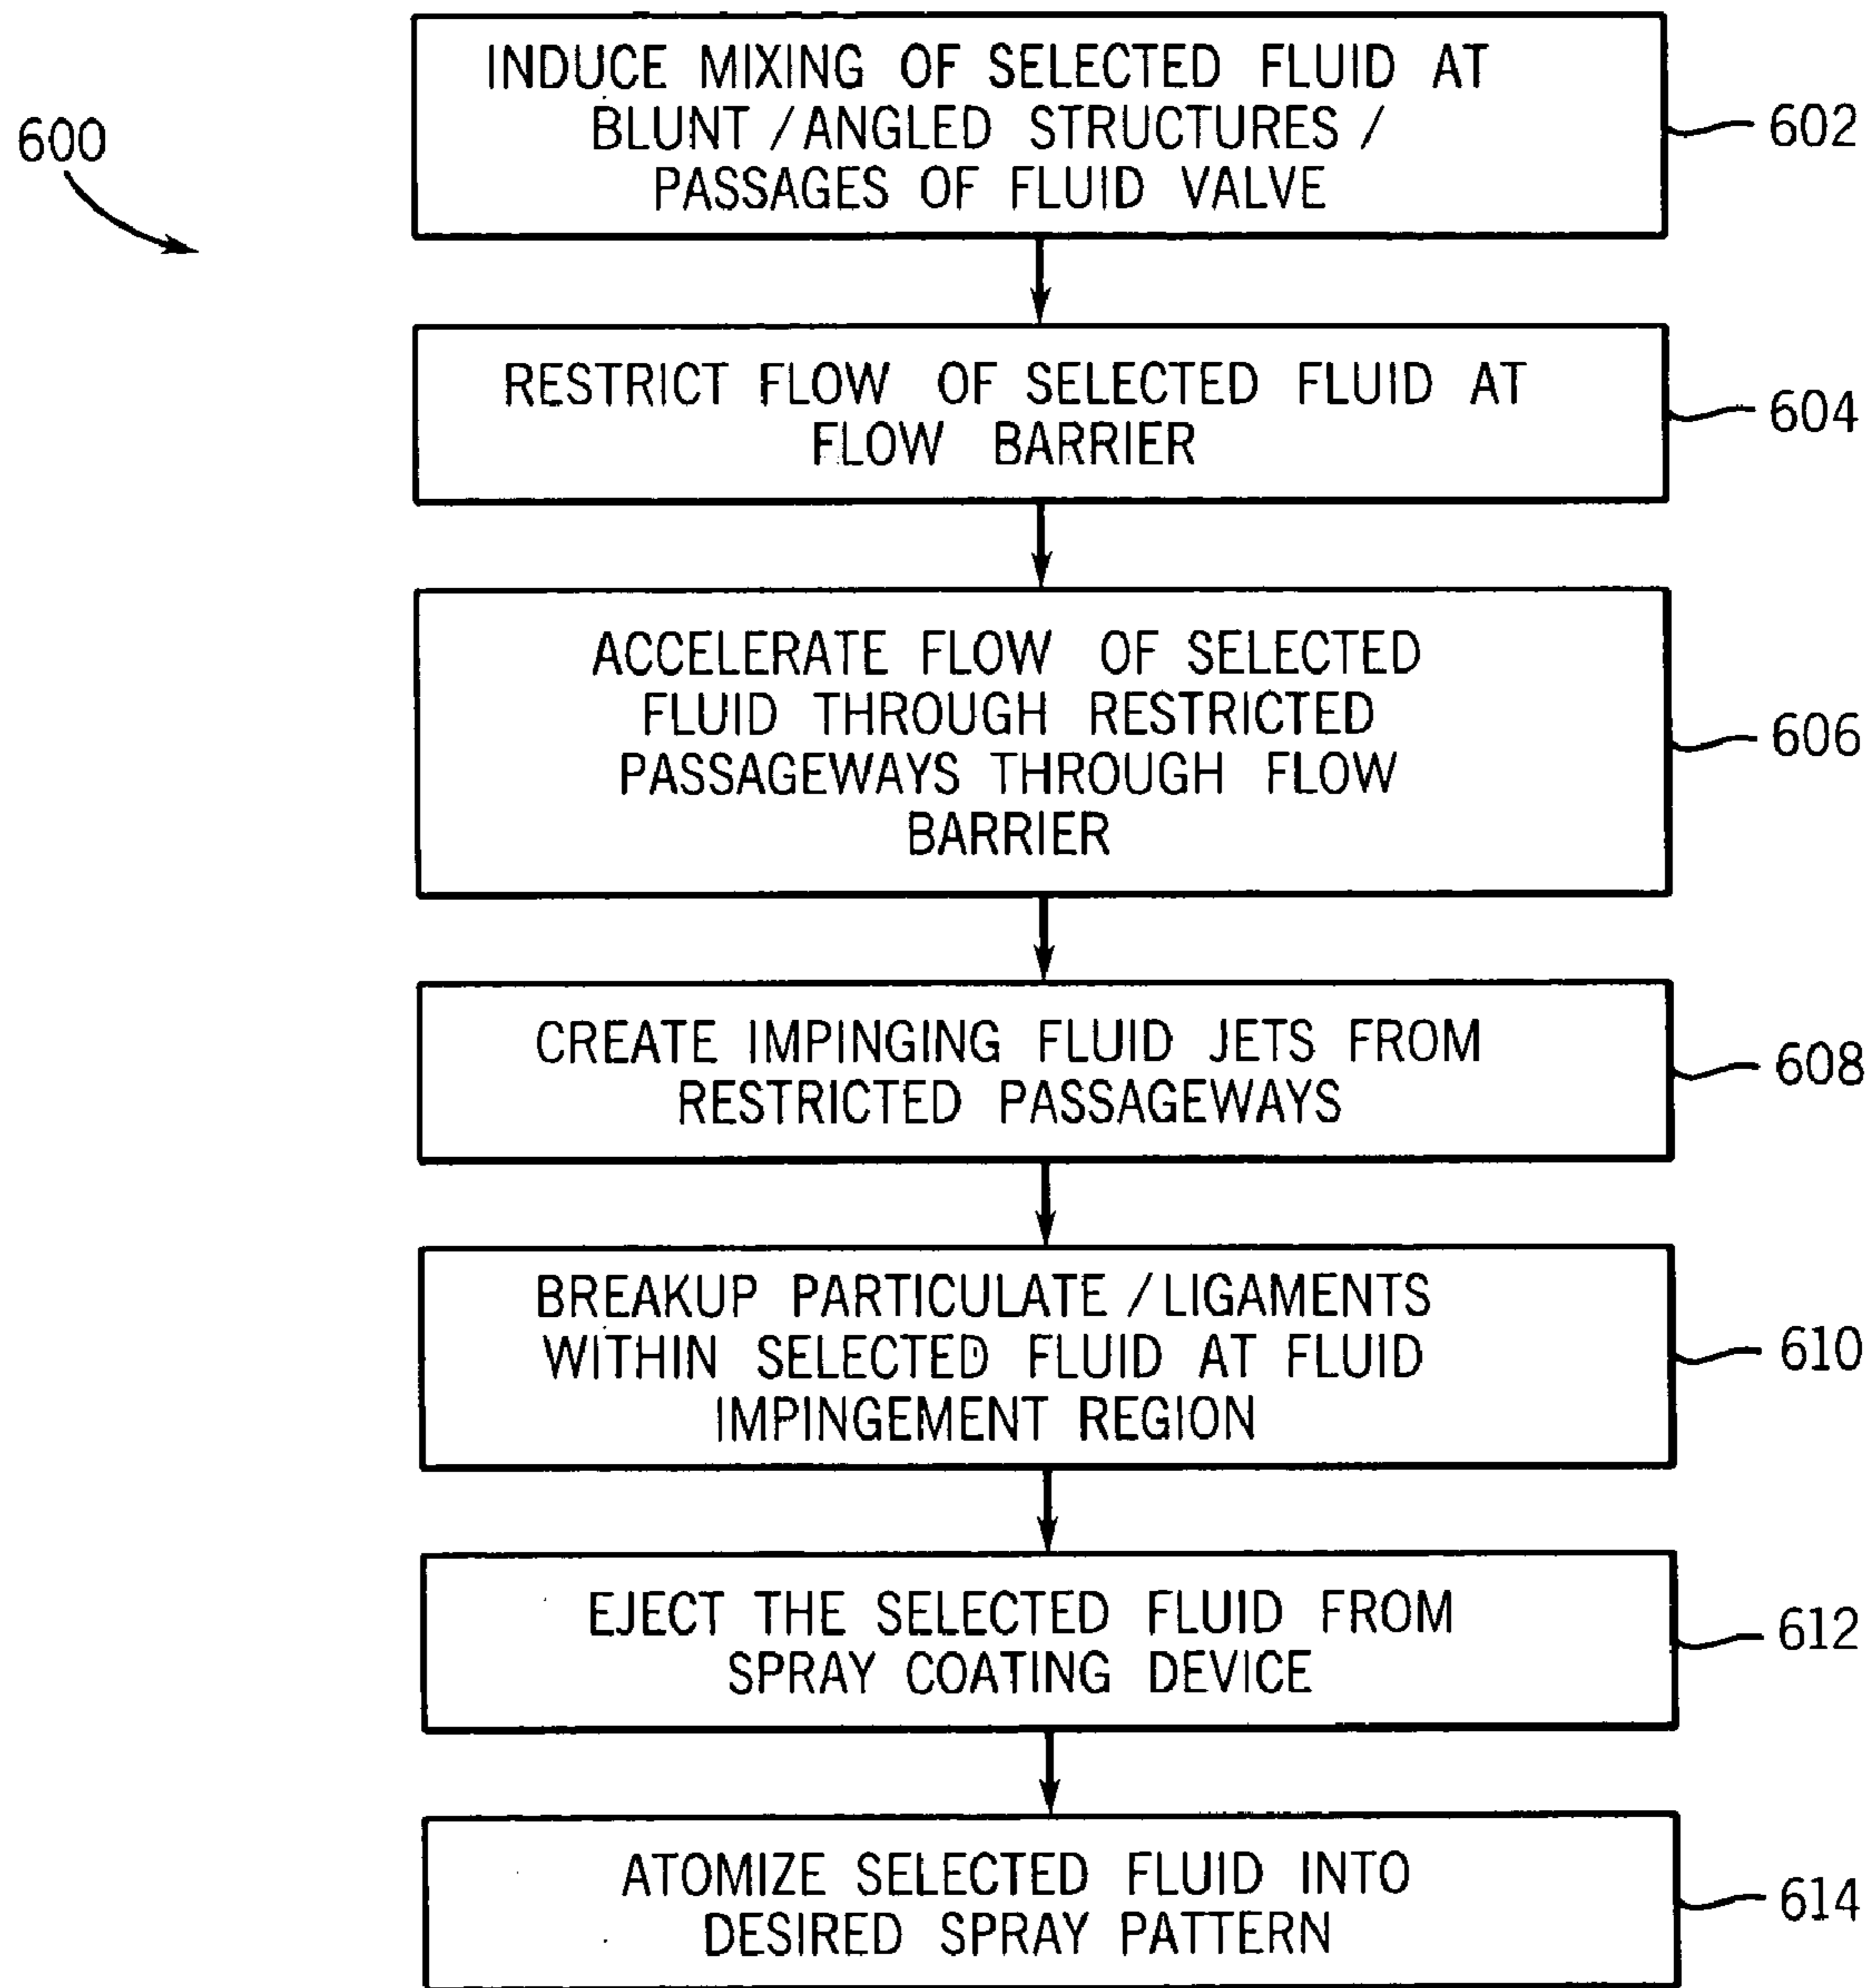 600
INDUCE MIXING OF SELECTED FLUID AT
BLUNT / ANGLED STRUCTURES /
PASSAGES OF FLUID VALVE
602
RESTRICT FLOW OF SELECTED FLUID AT
FLOW BARRIER
604
ACCELERATE FLOW OF SELECTED
FLUID THROUGH RESTRICTED
PASSAGEWAYS THROUGH FLOW
BARRIER
606
CREATE IMPINGING FLUID JETS FROM
RESTRICTED PASSAGEWAYS
608
BREAKUP PARTICULATE / LIGAMENTS
WITHIN SELECTED FLUID AT FLUID
IMPINGEMENT REGION
610
EJECT THE SELECTED FLUID FROM
SPRAY COATING DEVICE
612
ATOMIZE SELECTED FLUID INTO
DESIRED SPRAY PATTERN
614